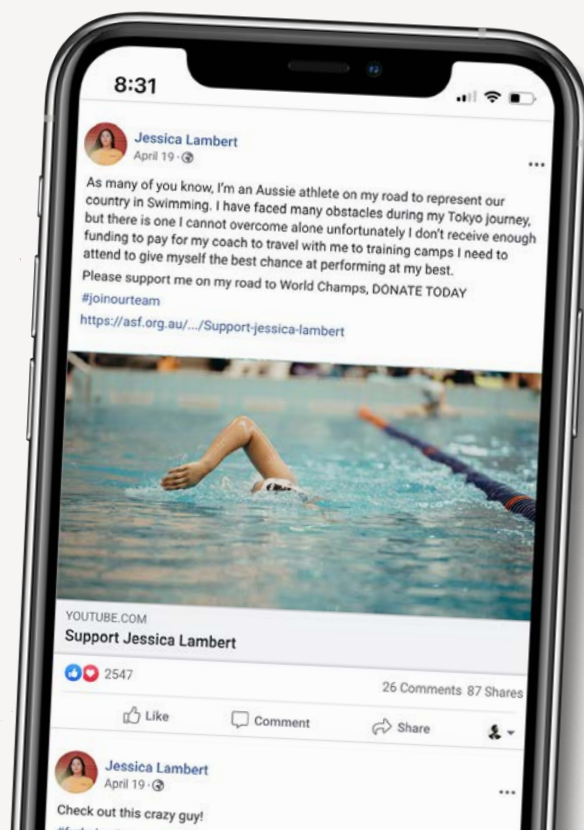 8:31
Jessica Lambert
April 19 ·
As many of you know, I'm an Aussie athlete on my road to represent our
country in Swimming. I have faced many obstacles during my Tokyo journey,
but there is one I cannot overcome alone unfortunately I don't receive enough
funding to pay for my coach to travel with me to training camps I need to
attend to give myself the best chance at performing at my best.
Please support me on my road to World Champs, DONATE TODAY
#joinourteam
https://asf.org.au/.../Support-jessica-lambert
YOUTUBE.COM
Support Jessica Lambert
2547
26 Comments 87 Shares
Like
Comment
Share
Jessica Lambert
April 19 ·
Check out this crazy guy!